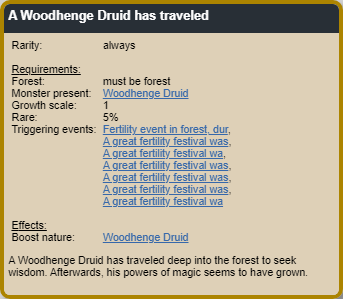 A Woodhenge Druid has traveled
Rarity: always
Requirements:
Forest: must be forest
Monster present: Woodhenge Druid
Growth scale: 1
Rare: 5%
Triggering events: Fertility event in forest, dur,
A great fertility festival was,
A great fertility festival wa,
A great fertility festival was,
A great fertility festival was,
A great fertility festival was,
A great fertility festival wa
Effects:
Boost nature: Woodhenge Druid
A Woodhenge Druid has traveled deep into the forest to seek
wisdom. Afterwards, his powers of magic seems to have grown.